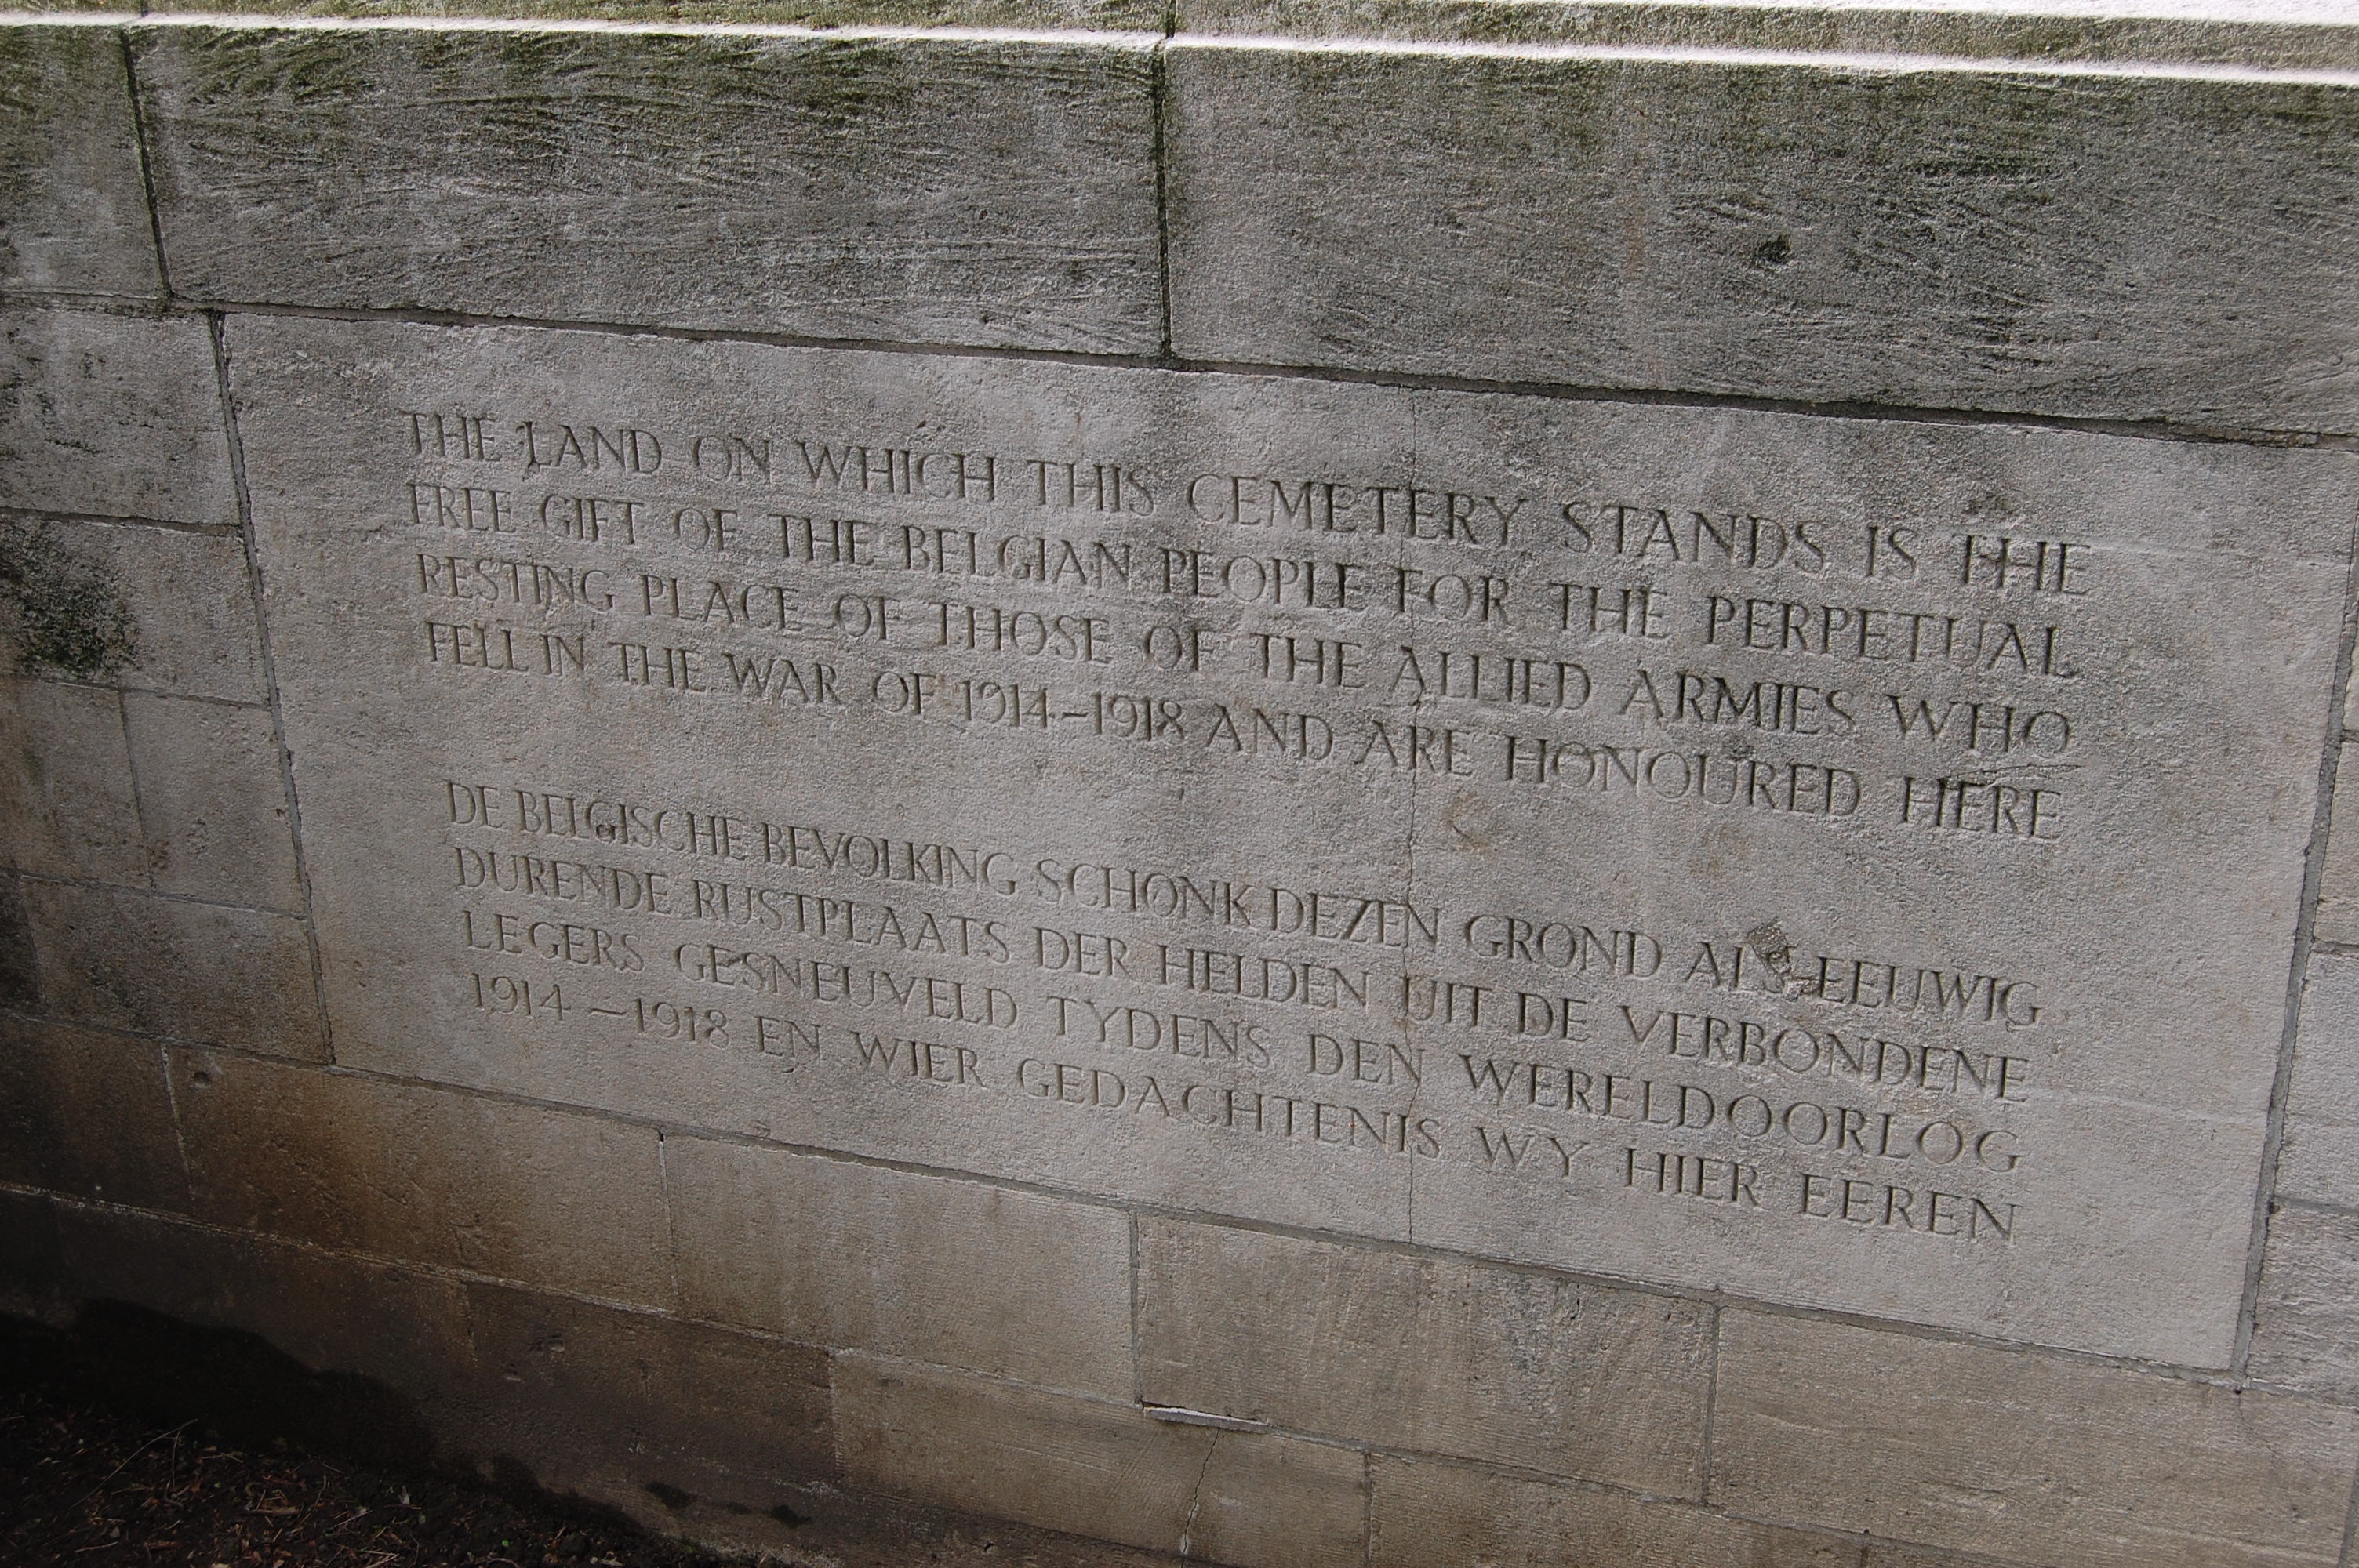 THE LAND ON WHICH THIS CEMETERY STANDS IS THE
FREE GIFT OF THE BELGIAN PEOPLE FOR THE PERPETUAL
RESTING PLACE OF THOSE OF THE ALLIED ARMIES WHO
FELL IN THE WAR OF 1914-1918 AND ARE HONOURED HERE
DE BELGISCHE BEVOLKING SCHONK DEZEN GROND ALS EEUWIG
DURENDE RUSTPLAATS DER HELDEN UIT DE VERBONDENE
LEGERS GESNEUVELD TYDENS DEN WERELDOORLOG
1914-1918 EN WIER GEDACHTENIS WY HIER EEREN